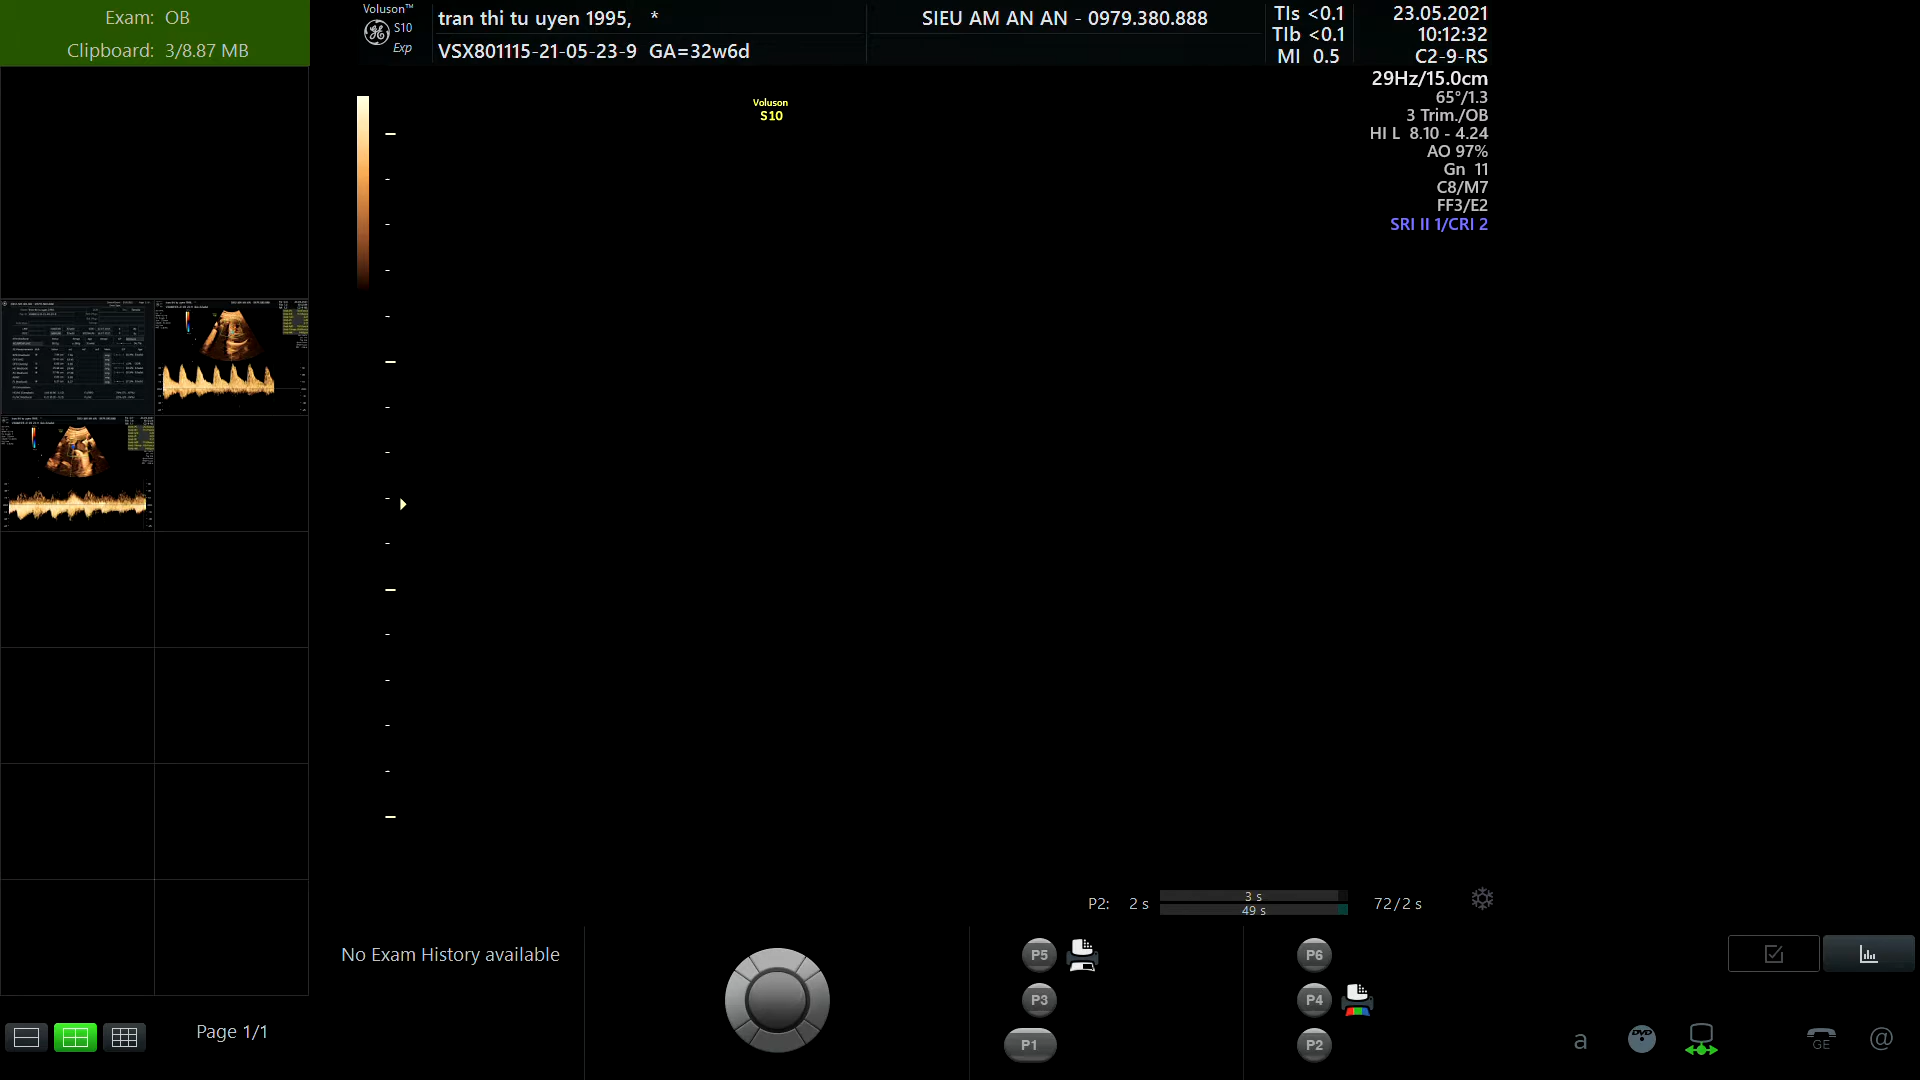 Exam: OB
Clipboard: 3/8.87 MB
Voluson™
S10
Exp
tran thi tu uyen 1995, *
VSX801115-21-05-23-9 GA=32w6d
SIEU AM AN AN - 0979.380.888
TIs <0.1
TIb <0.1
MI 0.5
23.05.2021
10:12:32
C2-9-RS
29Hz/15.0cm
65°/1.3
3 Trim./OB
HI L 8.10 - 4.24
AO 97%
Gn 11
C8/M7
FF3/E2
SRI II 1/CRI 2
Voluson
S10
P2: 2 s
3 s
49 s
72/2 s
No Exam History available
P5
P3
P1
P6
P4
P2
Page 1/1
a
DVD
GE
@